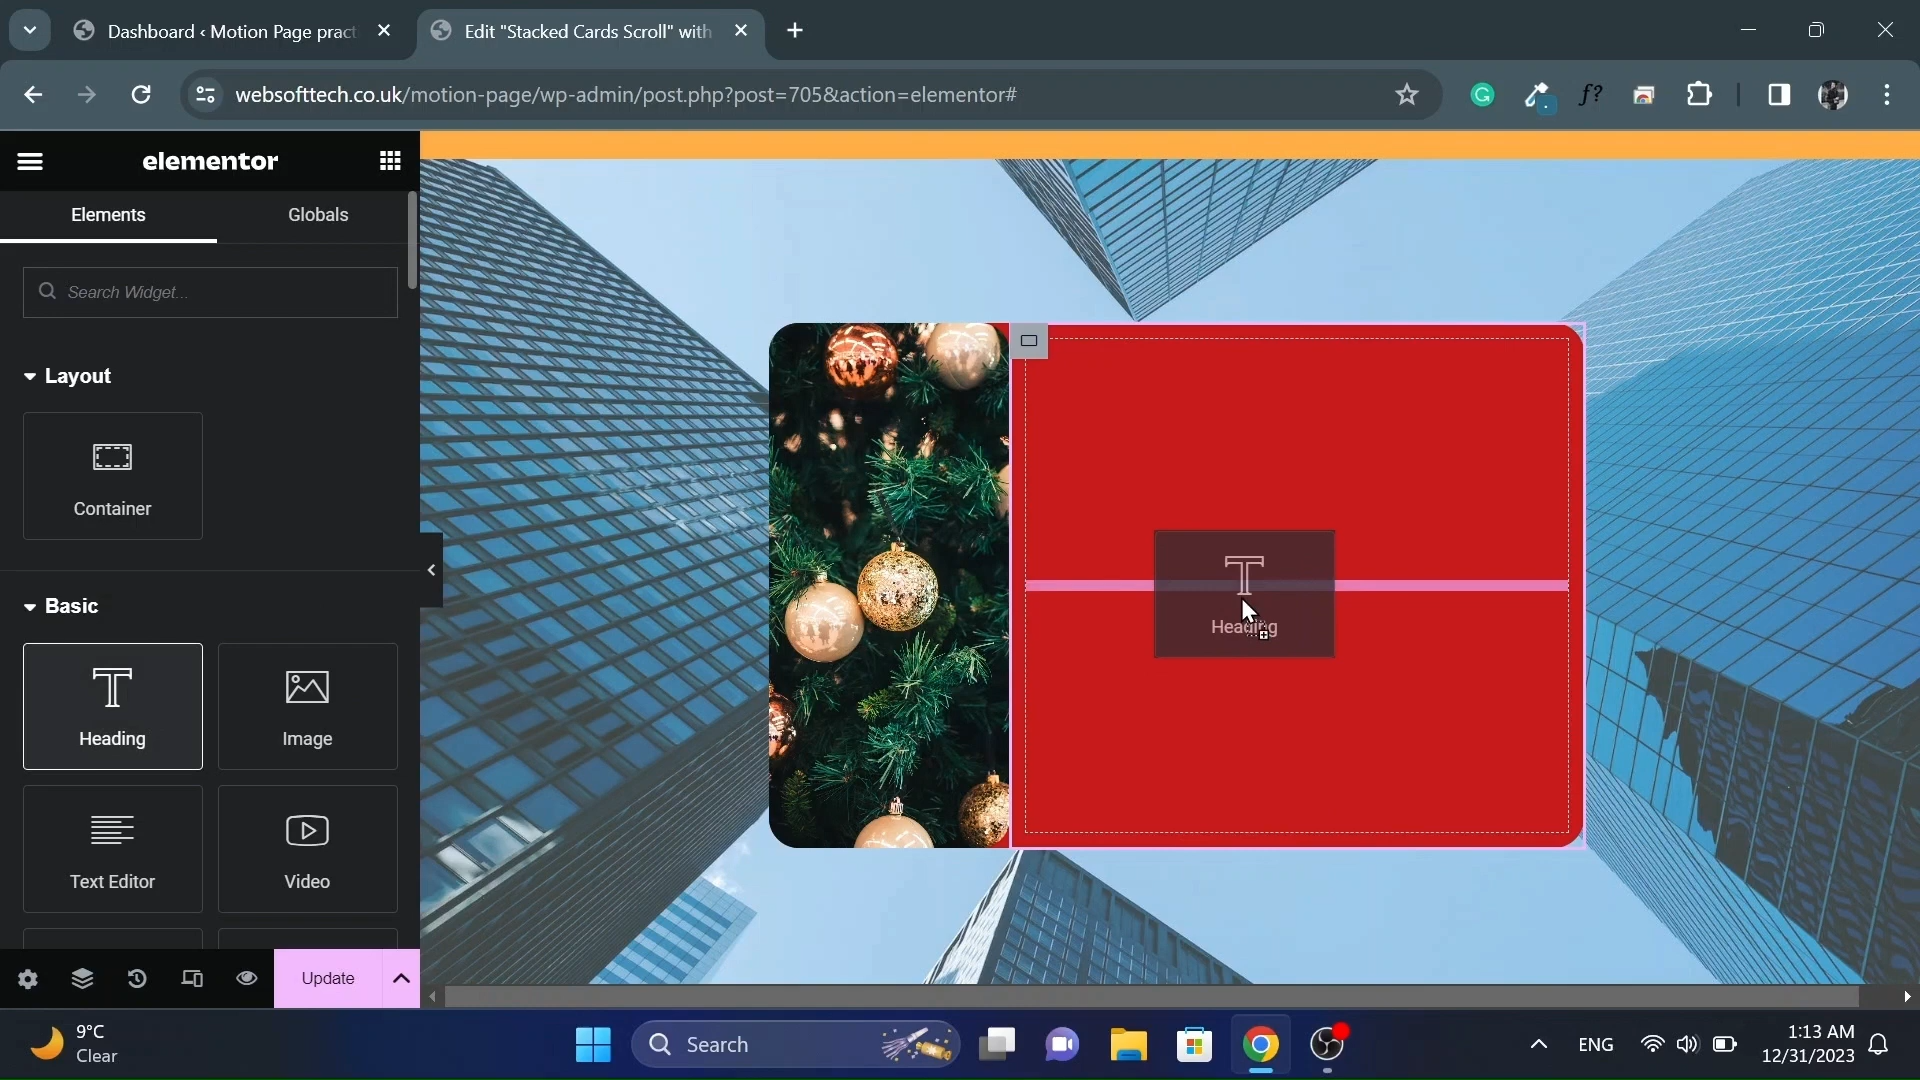 Dashboard ‹ Motion Page pract
Edit "Stacked Cards Scroll" with
websofttech.co.uk/motion-page/wp-admin/post.php?post=705&action=elementor#
f?
elementor
Elements
Globals
Search Widget...
Layout
Container
Basic
Heading
Image
Text Editor
Video
Heading
Update
9°C
Clear
Search
ENG
1:13 AM
12/31/2023